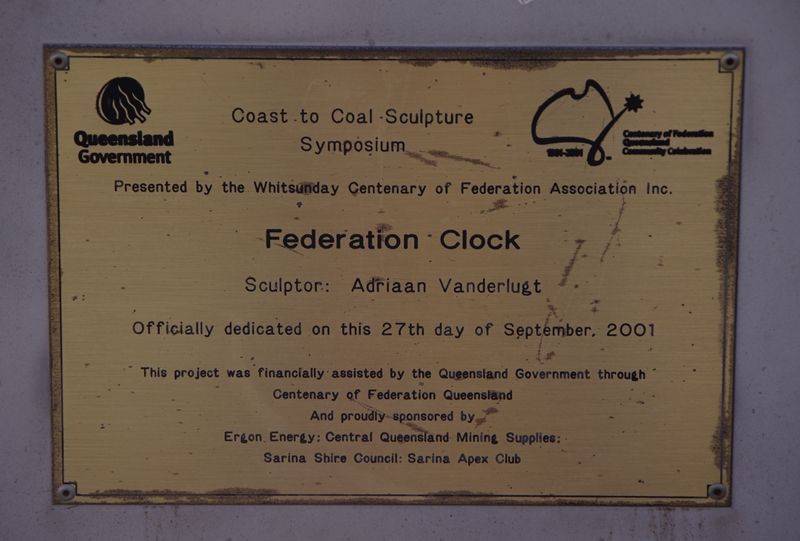 Queensland
Government
Coast to Coal Sculpture
Symposium
1901-2001
Centenary of Federation
Queensland
Community Celebration
Presented by the Whitsunday Centenary of Federation Association Inc.
Federation Clock
Sculptor: Adriaan Vanderlugt
Officially dedicated on this 27th day of September, 2001
This project was financially assisted by the Queensland Government through
Centenary of Federation Queensland
And proudly sponsored by
Ergon Energy; Central Queensland Mining Supplies;
Sarina Shire Council: Sarina Apex Club